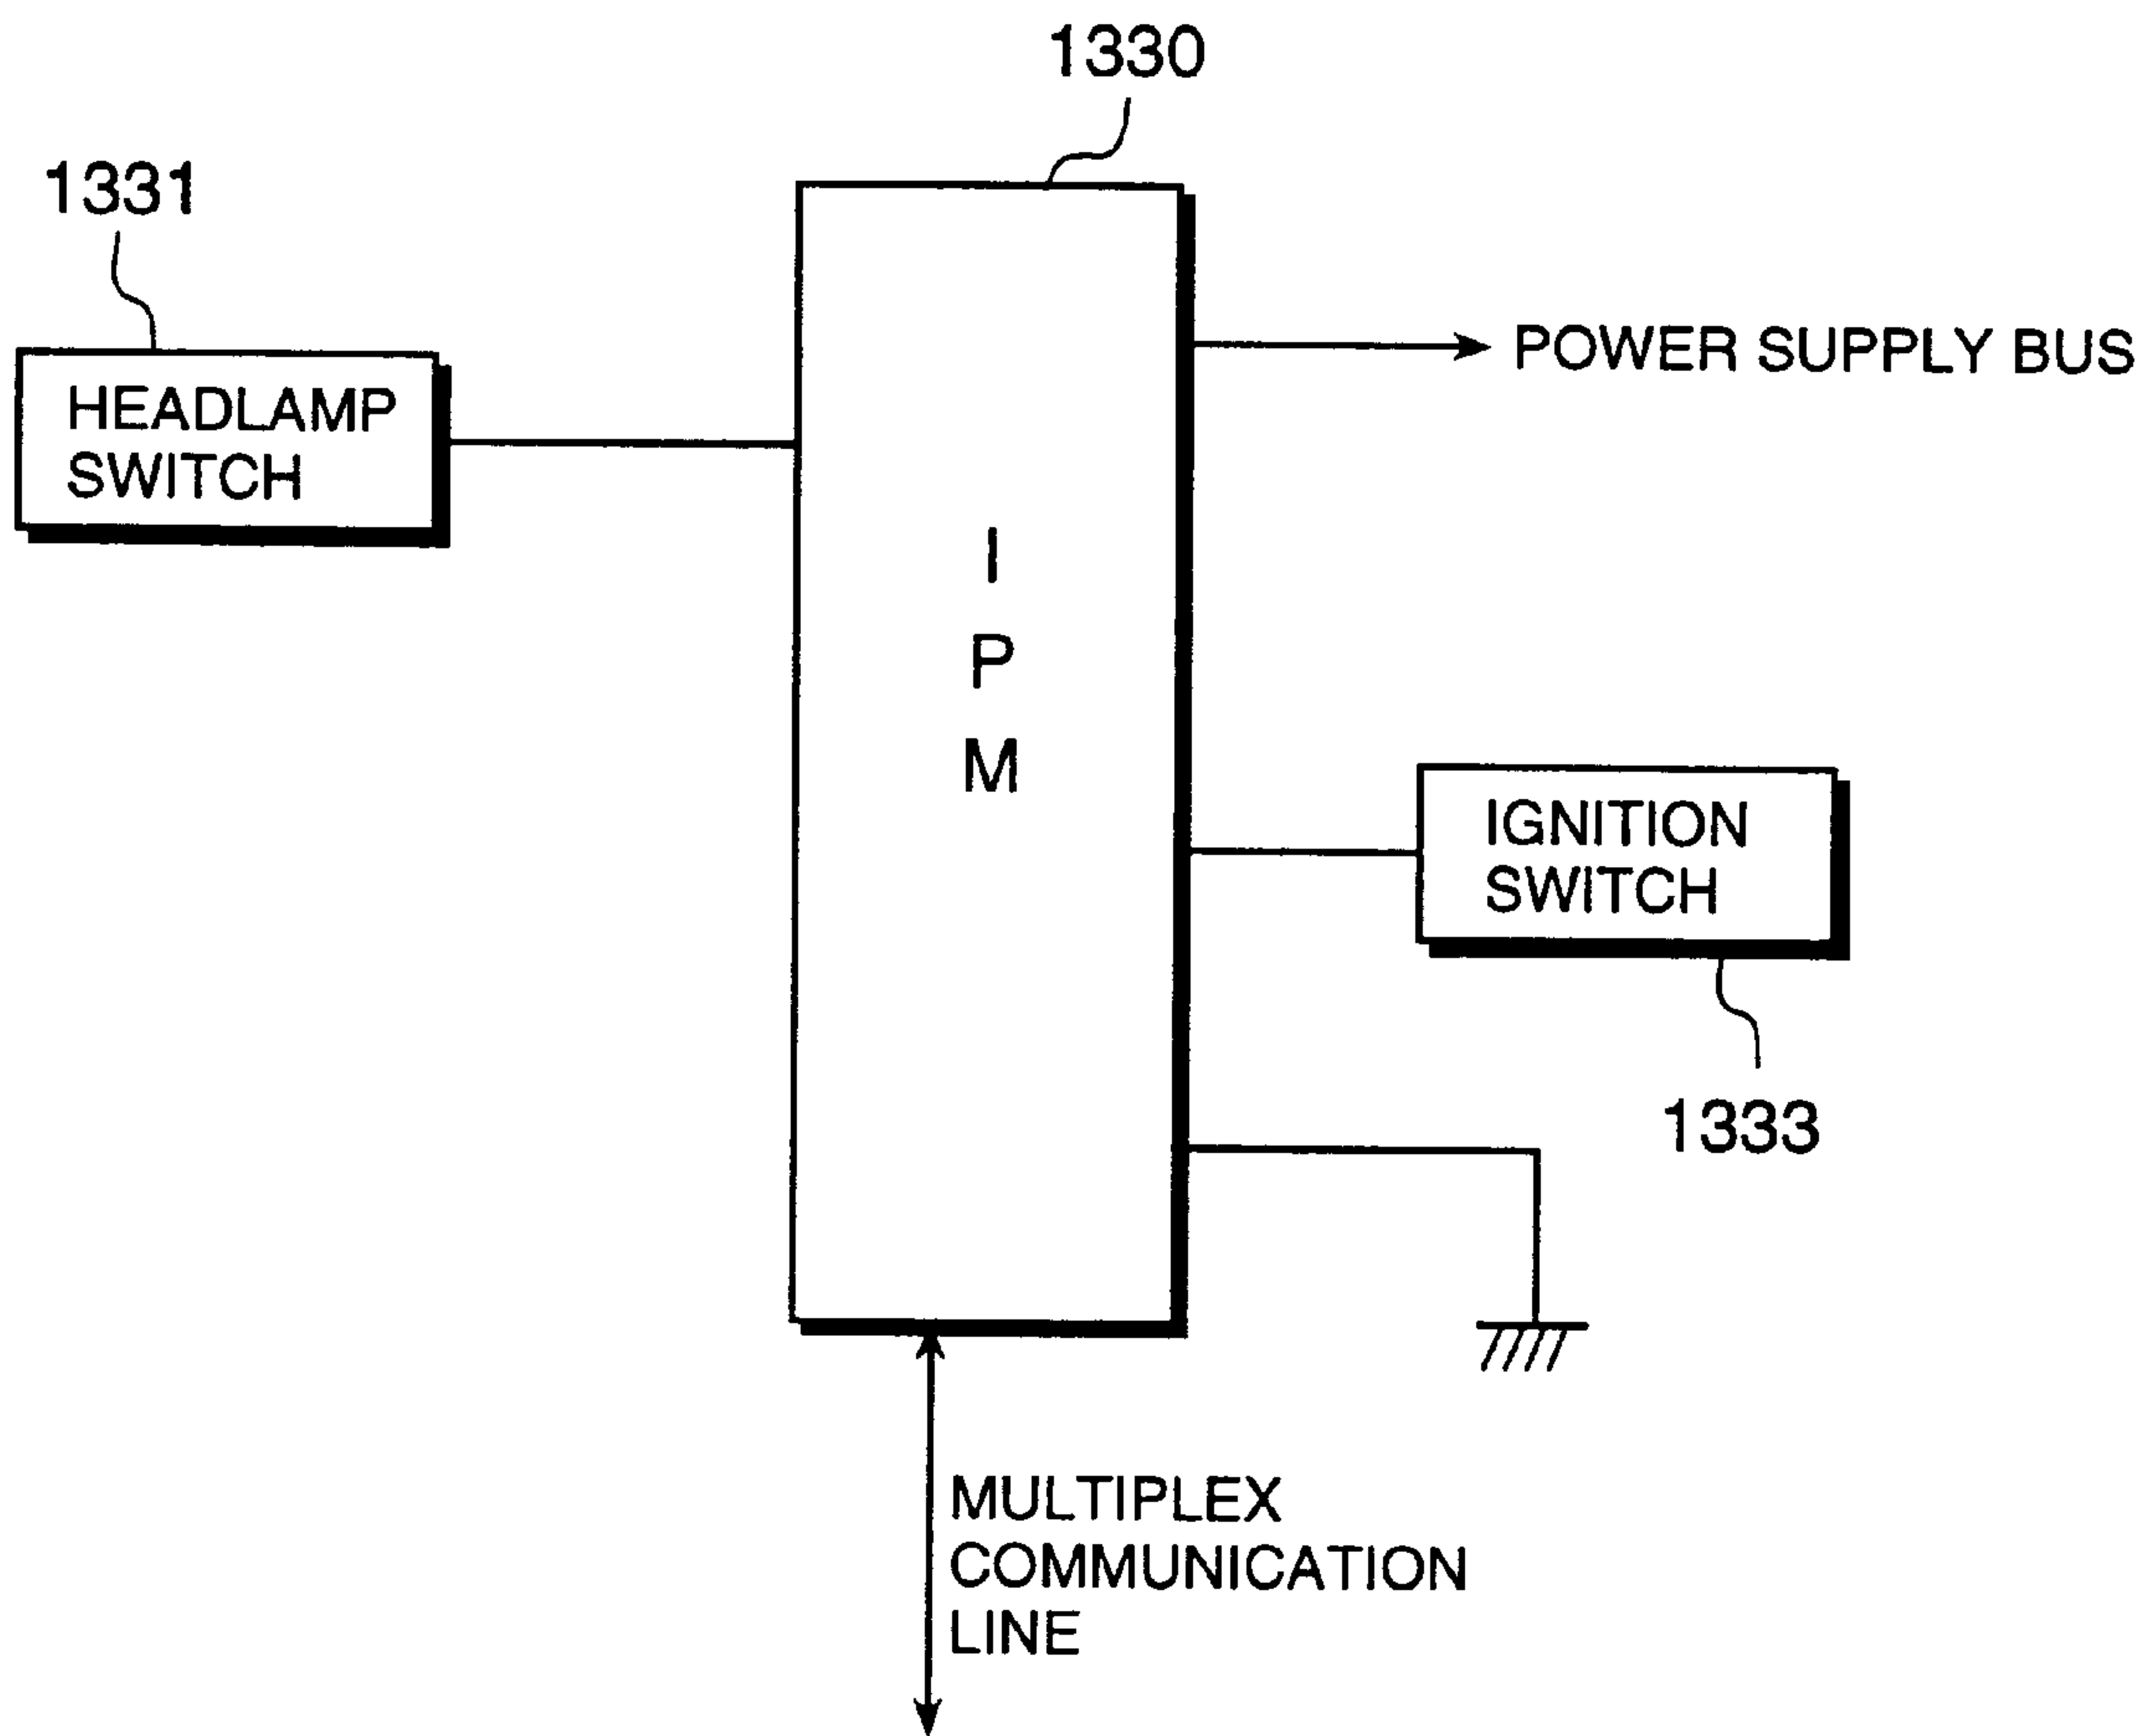 1330
1331
POWER SUPPLY BUS
HEADLAMP
SWITCH
I
P
M
IGNITION
SWITCH
1333
MULTIPLEX
COMMUNICATION
LINE